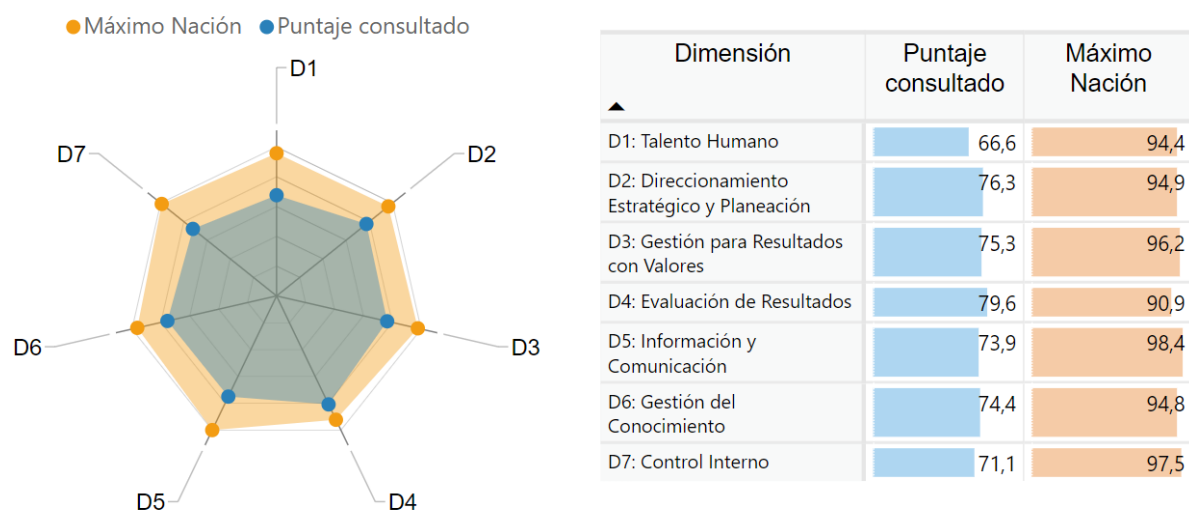 Máximo Nación Puntaje consultado
D1
D2
D3
D4
D5
D6
D7
Dimensión Puntaje consultado Máximo Nación
D1: Talento Humano 66,6 94,4
D2: Direccionamiento
Estratégico y Planeación 76,3 94,9
D3: Gestión para Resultados
con Valores 75,3 96,2
D4: Evaluación de Resultados 79,6 90,9
D5: Información y
Comunicación 73,9 98,4
D6: Gestión del
Conocimiento 74,4 94,8
D7: Control Interno 71,1 97,5